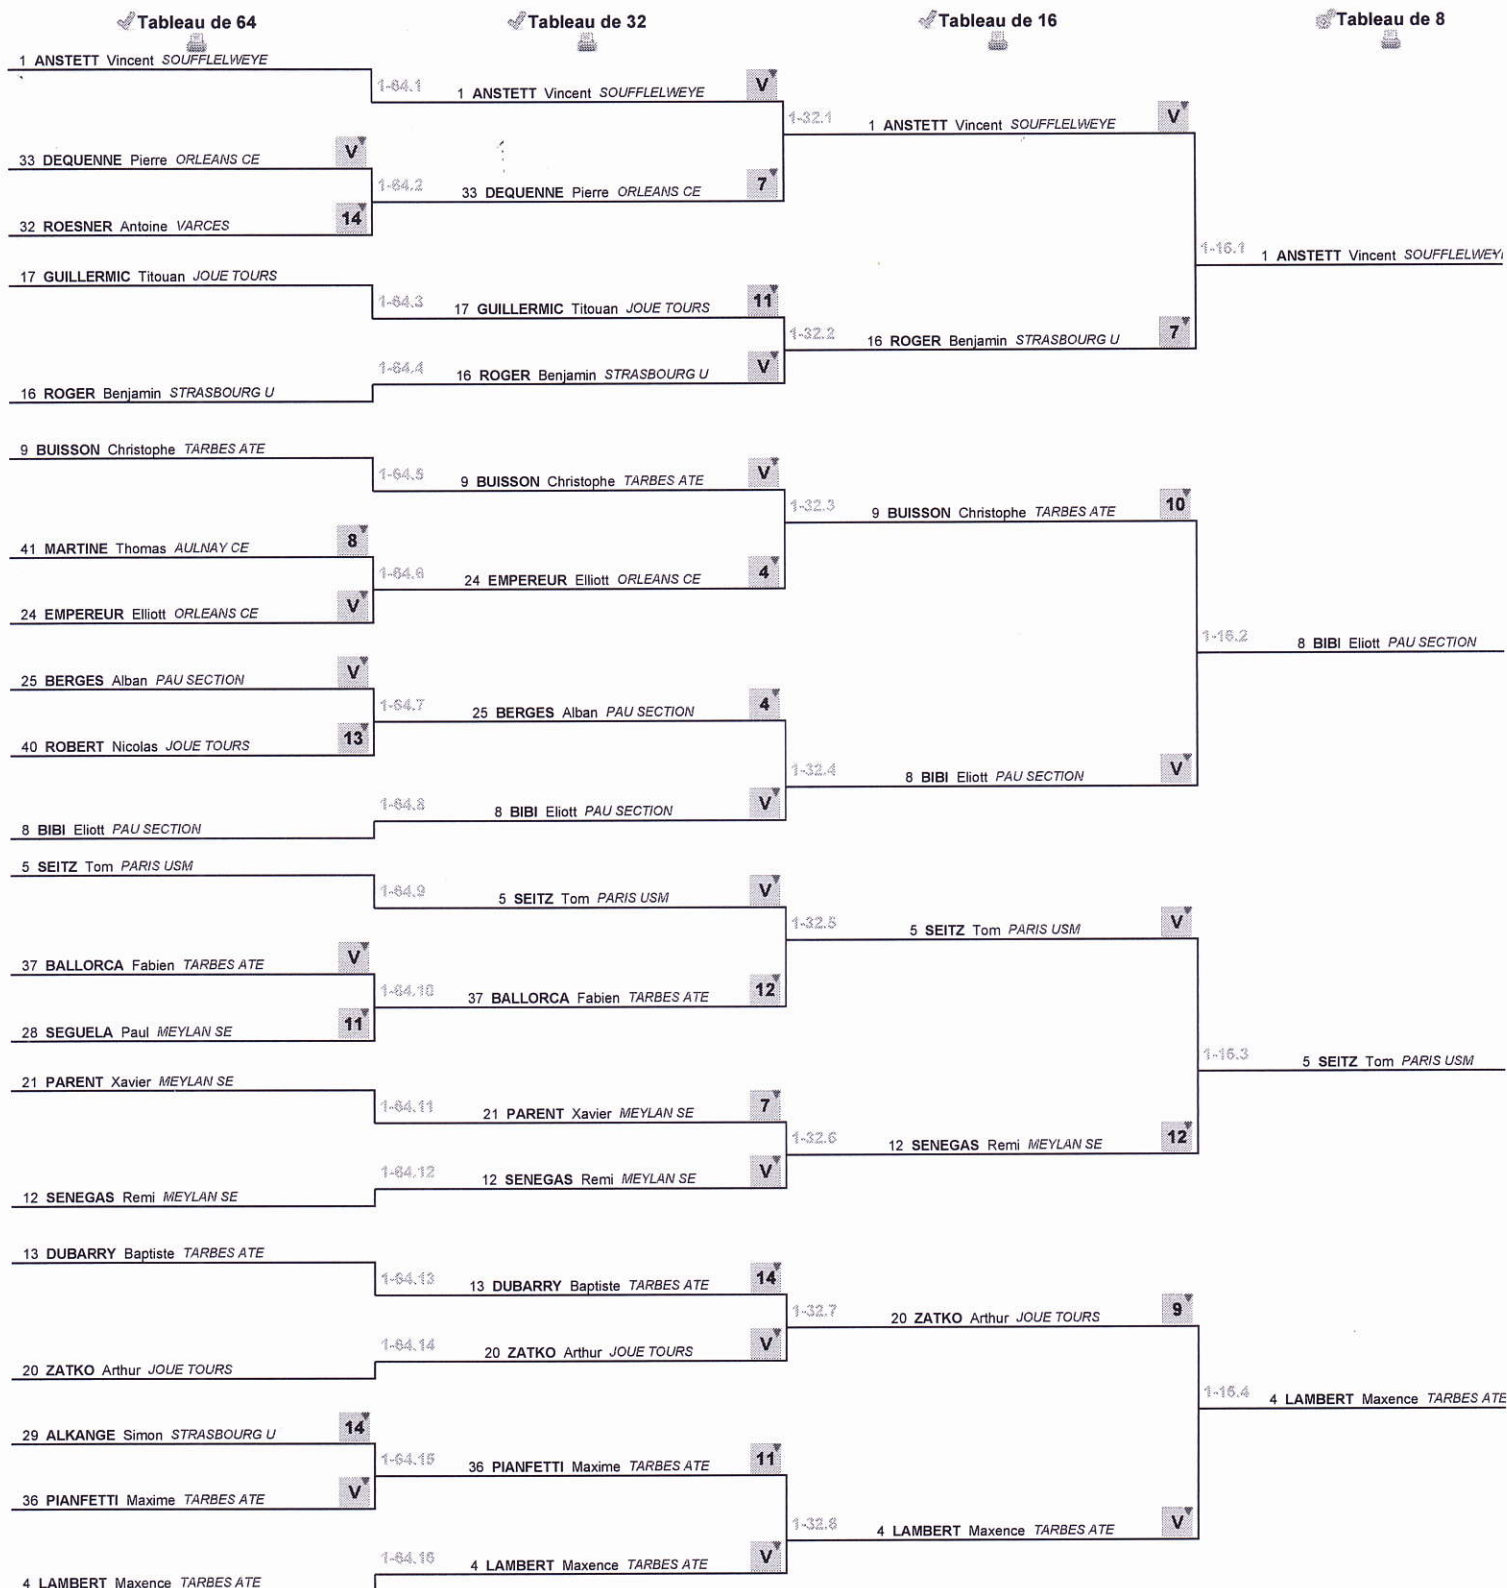 Tableau de 64
Tableau de 32
Tableau de 16
Tableau de 8
1 ANSTETT Vincent SOUFFLELWEYE
1-64.1
1 ANSTETT Vincent SOUFFLELWEYE V
1-32.1
1 ANSTETT Vincent SOUFFLELWEYE V
33 DEQUENNE Pierre ORLEANS CE V
1-64.2
33 DEQUENNE Pierre ORLEANS CE 7
32 ROESNER Antoine VARCES 14
1-16.1
1 ANSTETT Vincent SOUFFLELWEYI
17 GUILLERMIC Titouan JOUE TOURS
1-64.3
17 GUILLERMIC Titouan JOUE TOURS 11
1-32.2
16 ROGER Benjamin STRASBOURG U 7
1-64.4
16 ROGER Benjamin STRASBOURG U V
16 ROGER Benjamin STRASBOURG U
9 BUISSON Christophe TARBES ATE
1-64.5
9 BUISSON Christophe TARBES ATE V
1-32.3
9 BUISSON Christophe TARBES ATE 10
41 MARTINE Thomas AULNAY CE 8
1-64.6
24 EMPEREUR Elliott ORLEANS CE 4
24 EMPEREUR Elliott ORLEANS CE V
1-16.2
8 BIBI Eliott PAU SECTION
25 BERGES Alban PAU SECTION V
1-64.7
25 BERGES Alban PAU SECTION 4
40 ROBERT Nicolas JOUE TOURS 13
1-32.4
8 BIBI Eliott PAU SECTION V
1-64.8
8 BIBI Eliott PAU SECTION V
8 BIBI Eliott PAU SECTION
5 SEITZ Tom PARIS USM
1-64.9
5 SEITZ Tom PARIS USM V
1-32.5
5 SEITZ Tom PARIS USM V
37 BALLORCA Fabien TARBES ATE V
1-64.10
37 BALLORCA Fabien TARBES ATE 12
28 SEGUELA Paul MEYLAN SE 11
1-16.3
5 SEITZ Tom PARIS USM
21 PARENT Xavier MEYLAN SE
1-64.11
21 PARENT Xavier MEYLAN SE 7
1-32.6
12 SENEGAS Remi MEYLAN SE 12
1-64.12
12 SENEGAS Remi MEYLAN SE V
12 SENEGAS Remi MEYLAN SE
13 DUBARRY Baptiste TARBES ATE
1-64.13
13 DUBARRY Baptiste TARBES ATE 14
1-32.7
20 ZATKO Arthur JOUE TOURS 9
1-64.14
20 ZATKO Arthur JOUE TOURS V
20 ZATKO Arthur JOUE TOURS
1-16.4
4 LAMBERT Maxence TARBES ATE
29 ALKANGE Simon STRASBOURG U 14
1-64.15
36 PIANFETTI Maxime TARBES ATE 11
36 PIANFETTI Maxime TARBES ATE V
1-32.8
4 LAMBERT Maxence TARBES ATE V
1-64.16
4 LAMBERT Maxence TARBES ATE V
4 LAMBERT Maxence TARBES ATE